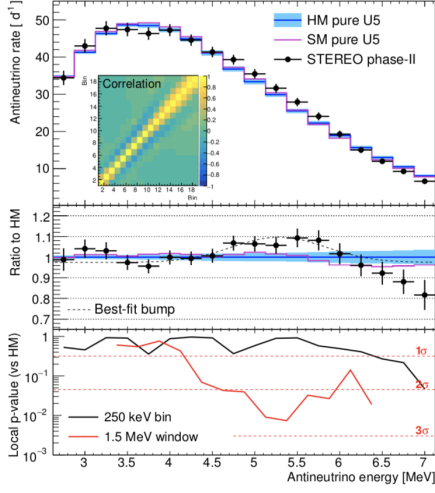 Antineutrino rate [ d⁻¹ ]
50
40
30
20
10
HM pure U5
SM pure U5
STEREO phase-II
Correlation
Bin
18
16
14
12
10
8
6
4
2
2 4 6 8 10 12 14 16 18
Bin
1
0.8
0.6
0.4
0.2
0
-0.2
-0.4
-0.6
-0.8
-1
Ratio to HM
1.2
1.1
1.0
0.9
0.8
0.7
Best-fit bump
Local p-value (vs HM)
1
10⁻¹
10⁻²
10⁻³
1σ
2σ
3σ
250 keV bin
1.5 MeV window
3 3.5 4 4.5 5 5.5 6 6.5 7
Antineutrino energy [MeV]